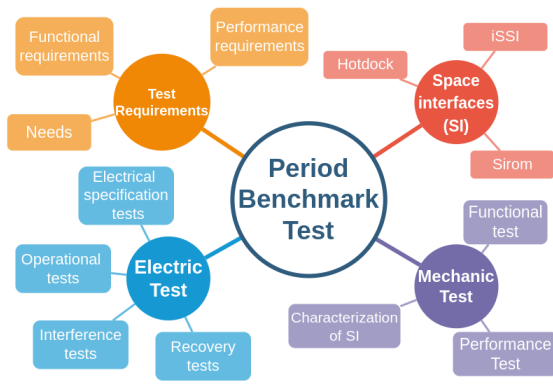 Functional
requirements
Performance
requirements
Needs
Test
Requirements
iSSI
Hotdock
Space
interfaces
(SI)
Sirom
Period
Benchmark
Test
Electrical
specification
tests
Operational
tests
Electric
Test
Interference
tests
Recovery
tests
Functional
test
Mechanic
Test
Characterization
of SI
Performance
Test